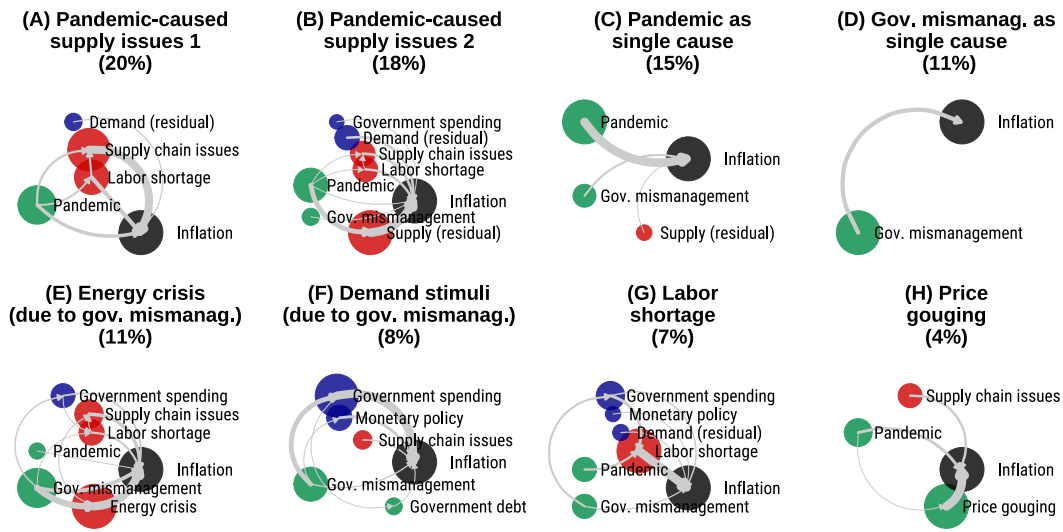 (A) Pandemic-caused
supply issues 1
(20%)
Demand (residual)
Supply chain issues
Labor shortage
Pandemic
Inflation
(B) Pandemic-caused
supply issues 2
(18%)
Government spending
Demand (residual)
Supply chain issues
Labor shortage
Pandemic
Inflation
Gov. mismanagement
Supply (residual)
(C) Pandemic as
single cause
(15%)
Pandemic
Inflation
Gov. mismanagement
Supply (residual)
(D) Gov. mismanag. as
single cause
(11%)
Inflation
Gov. mismanagement
(E) Energy crisis
(due to gov. mismanag.)
(11%)
Government spending
Supply chain issues
Labor shortage
Pandemic
Inflation
Gov. mismanagement
Energy crisis
(F) Demand stimuli
(due to gov. mismanag.)
(8%)
Government spending
Monetary policy
Supply chain issues
Inflation
Gov. mismanagement
Government debt
(G) Labor
shortage
(7%)
Government spending
Monetary policy
Demand (residual)
Labor shortage
Pandemic
Inflation
Gov. mismanagement
(H) Price
gouging
(4%)
Supply chain issues
Pandemic
Inflation
Price gouging